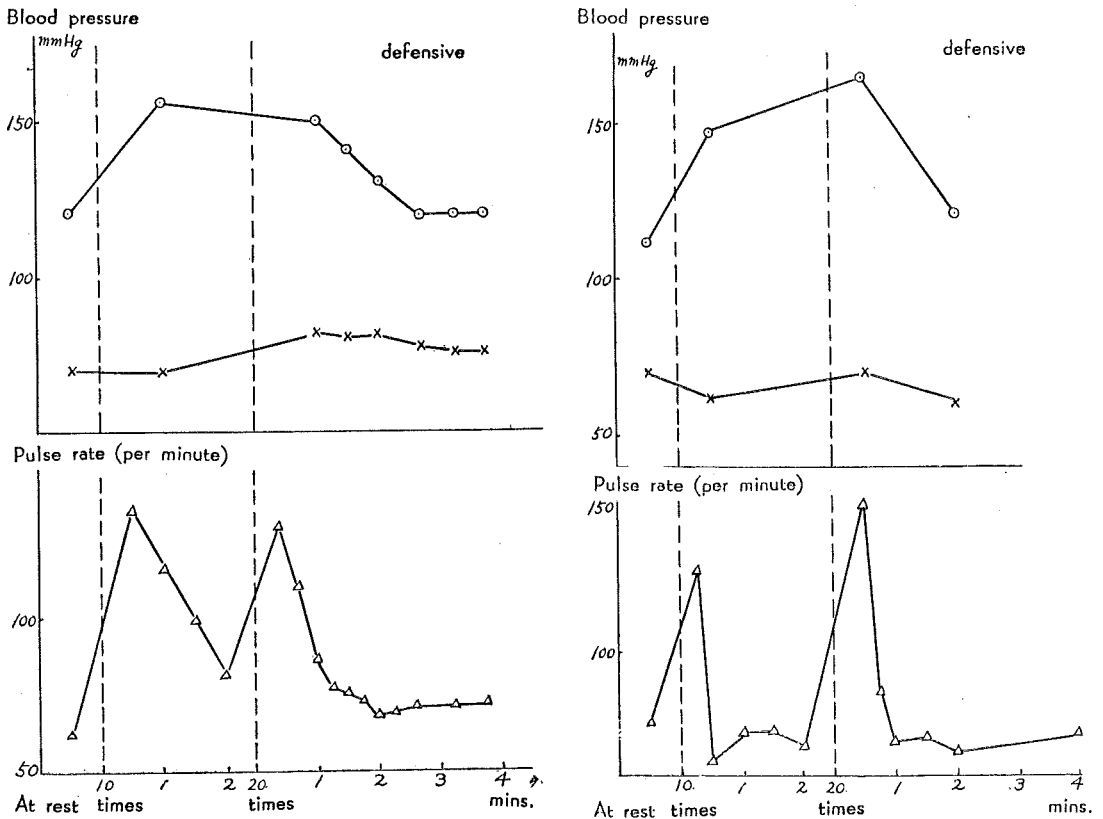 Blood pressure
mmHg
defensive
150
100
Pulse rate (per minute)
100
50
At rest 10 times 1 2 20 times 1 2 3 4 mins.
Blood pressure
mmHg
defensive
150
100
50
Pulse rate (per minute)
150
100
At rest 10. times 1 2 20 times 1 2 3 4 mins.